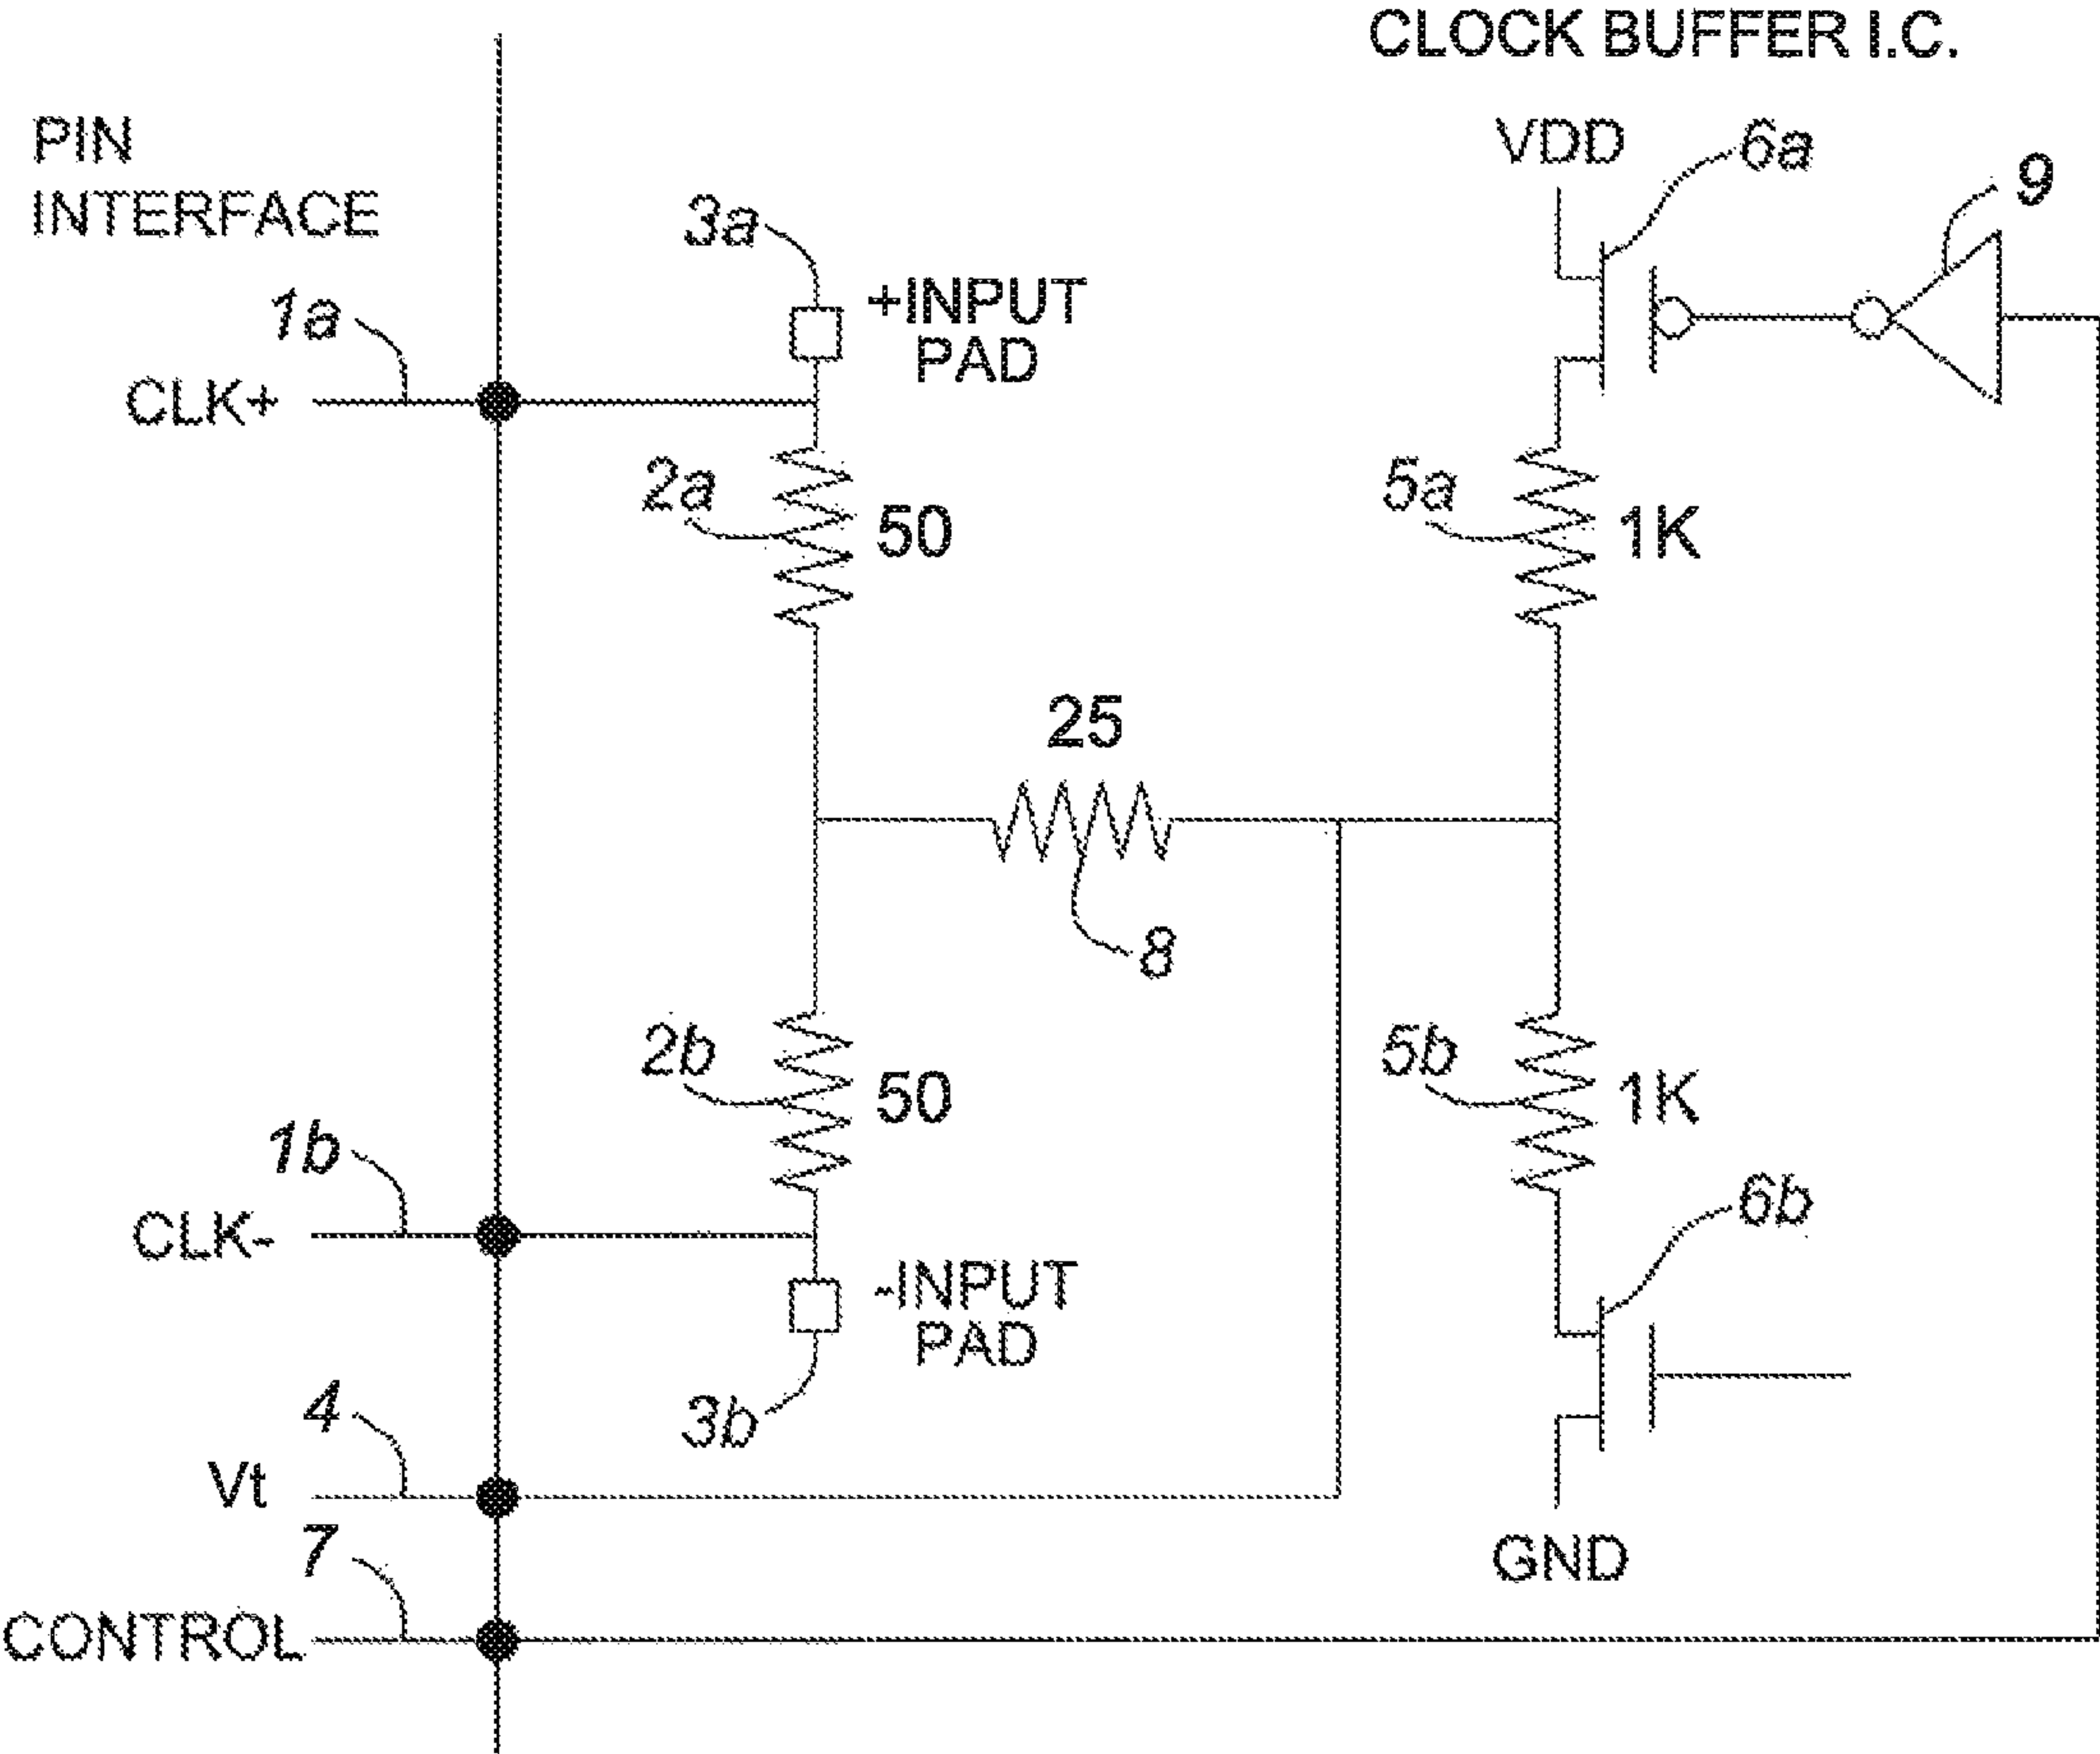 CLOCK BUFFER I.C.
PIN
INTERFACE
VDD
6a
9
3a
+INPUT
PAD
1a
CLK+
2a
50
5a
1K
25
8
2b
50
5b
1K
1b
CLK-
6b
-INPUT
PAD
3b
4
Vt
GND
7
CONTROL